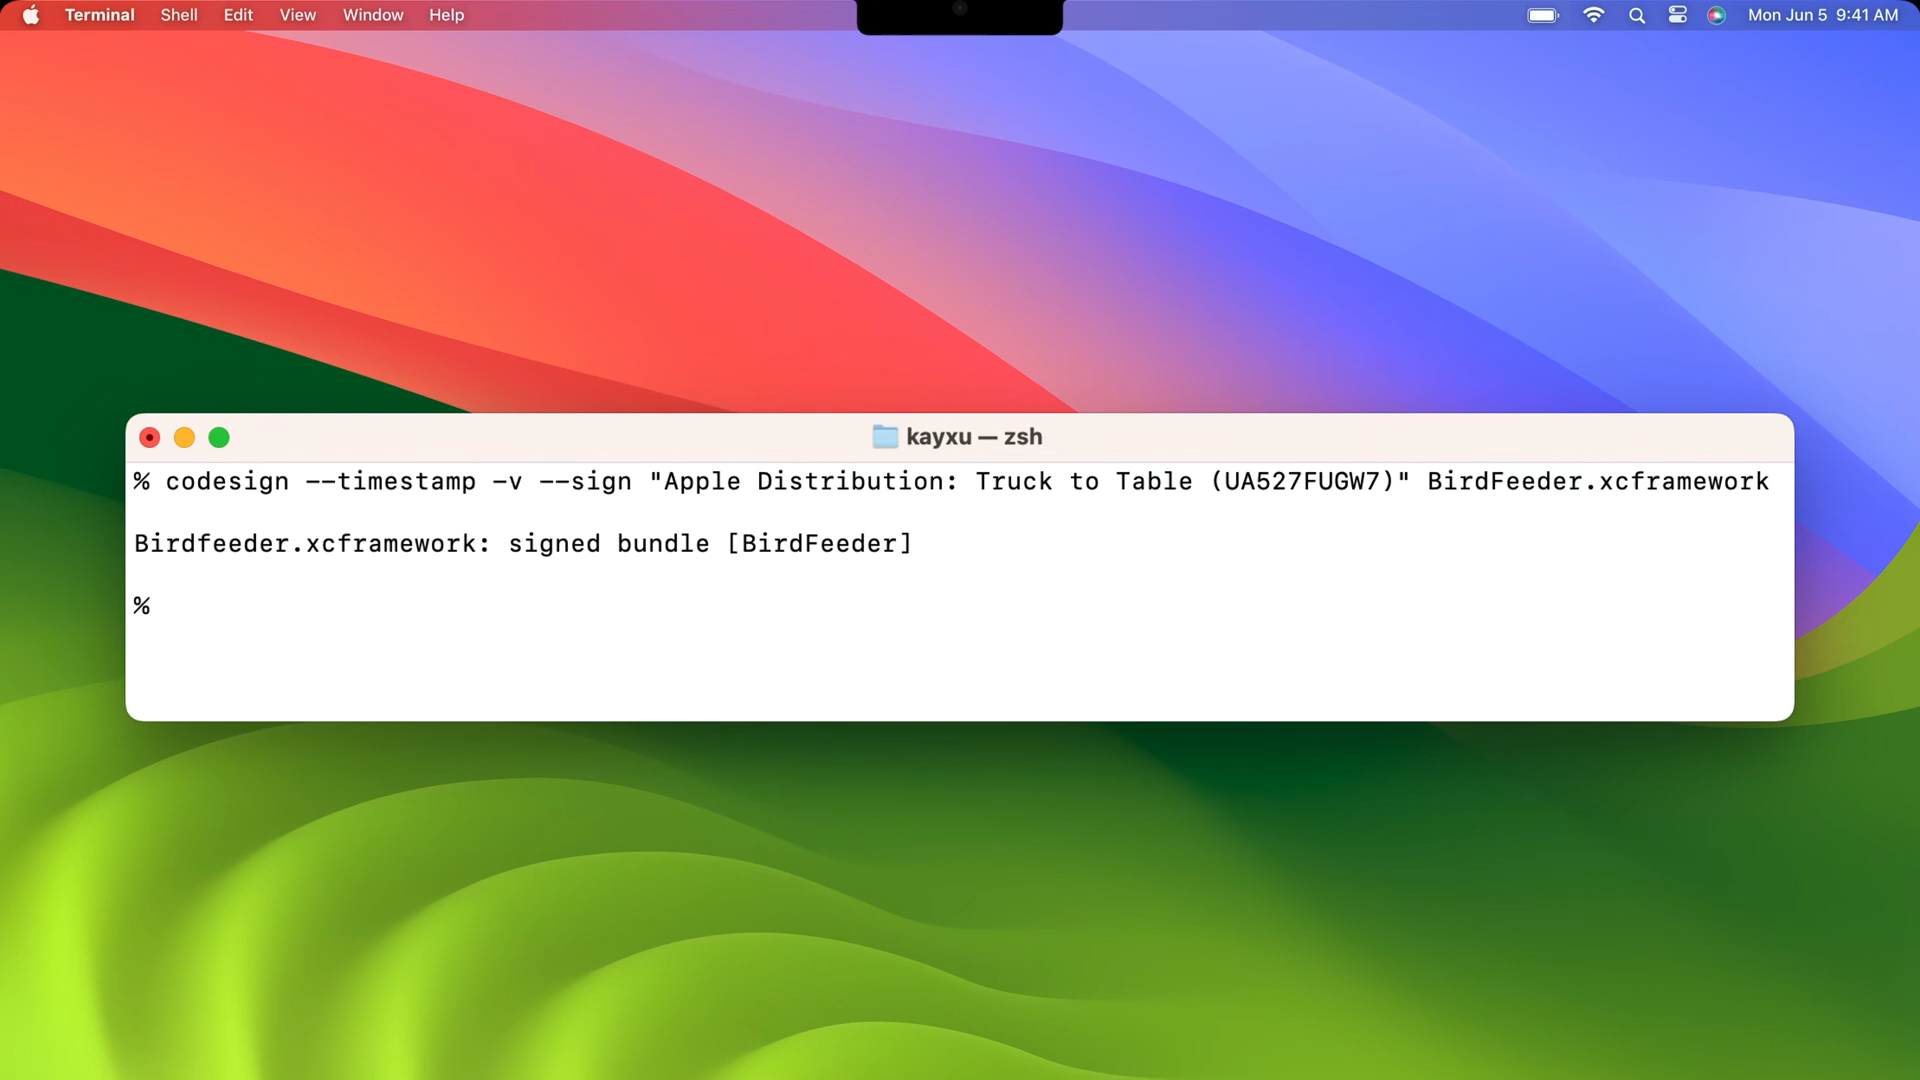 Terminal Shell Edit View Window Help Mon Jun 5 9:41 AM
kayxu — zsh
% codesign --timestamp -v --sign "Apple Distribution: Truck to Table (UA527FUGW7)" BirdFeeder.xcframework
Birdfeeder.xcframework: signed bundle [BirdFeeder]
%